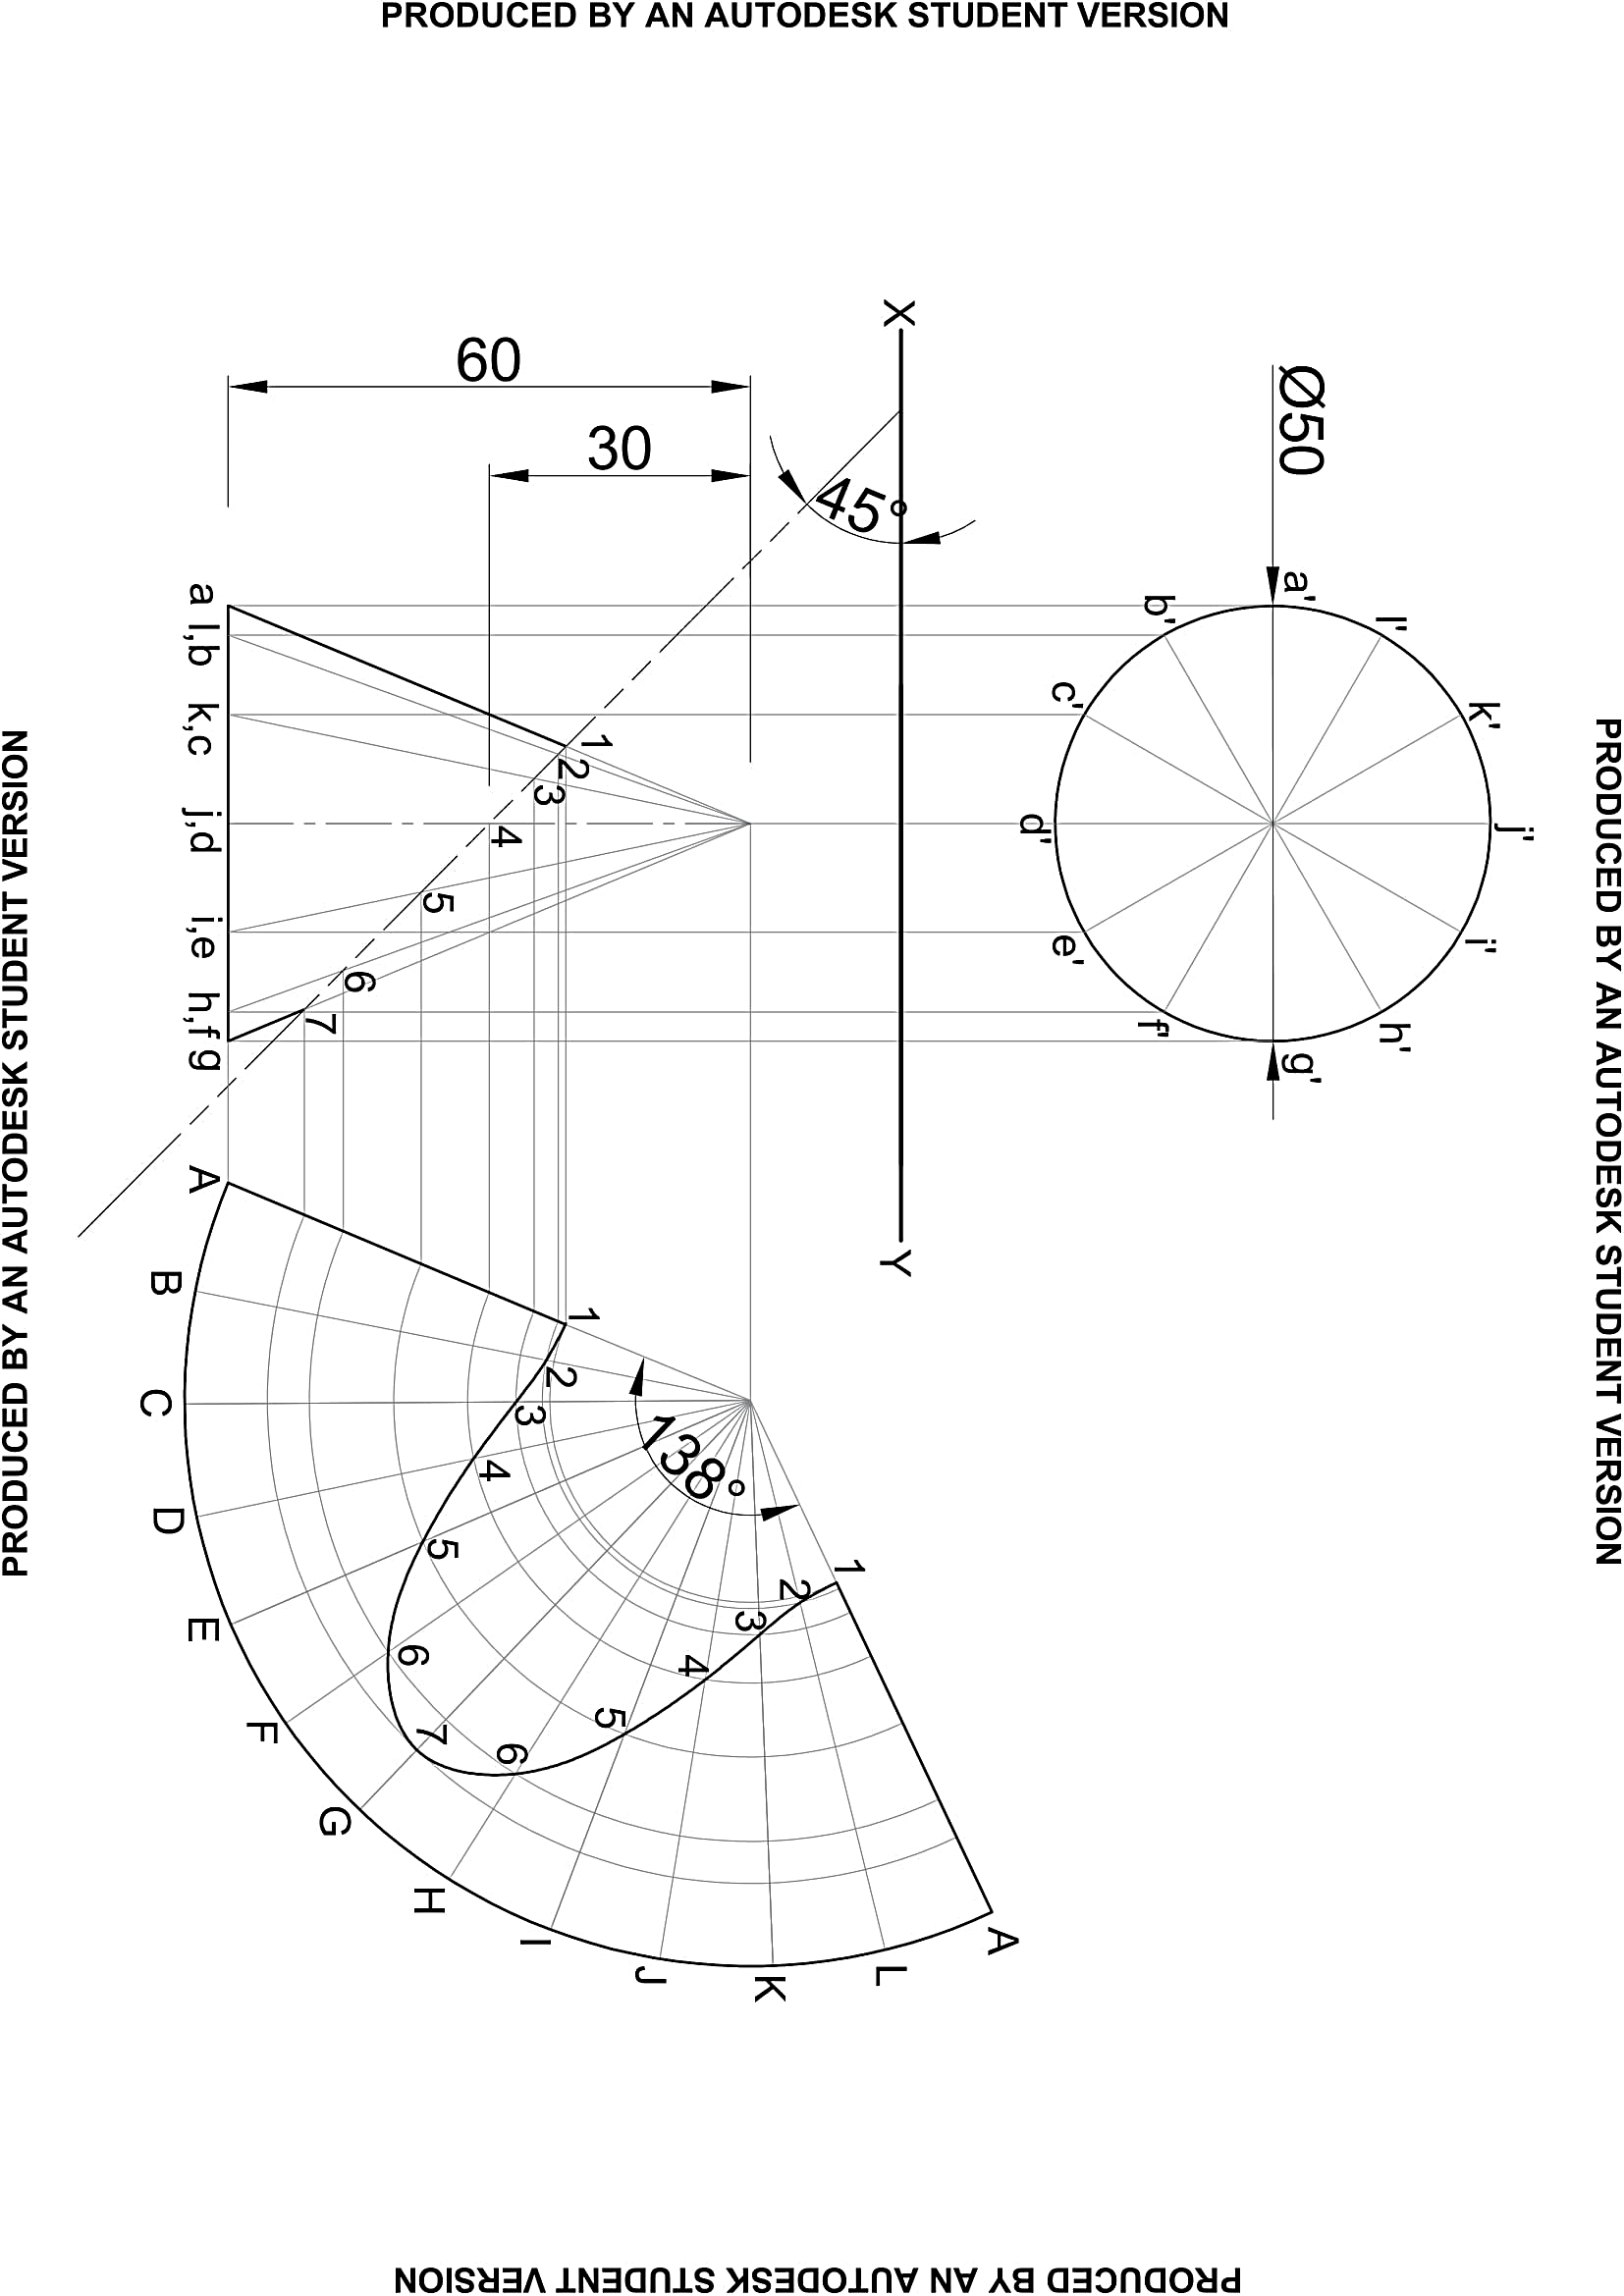 PRODUCED BY AN AUTODESK STUDENT VERSION
PRODUCED BY AN AUTODESK STUDENT VERSION
PRODUCED BY AN AUTODESK STUDENT VERSION
X
60
30
45°
Ø50
a
l,b
k,c
j,d
i,e
h,f
g
1
2
3
4
5
6
7
a'
b'
c'
d'
e'
f'
g'
h'
i'
j'
k'
l'
Y
A
B
C
D
E
F
G
H
I
J
K
L
A
1
2
3
4
5
6
7
6
5
4
3
2
1
138°
PRODUCED BY AN AUTODESK STUDENT VERSION